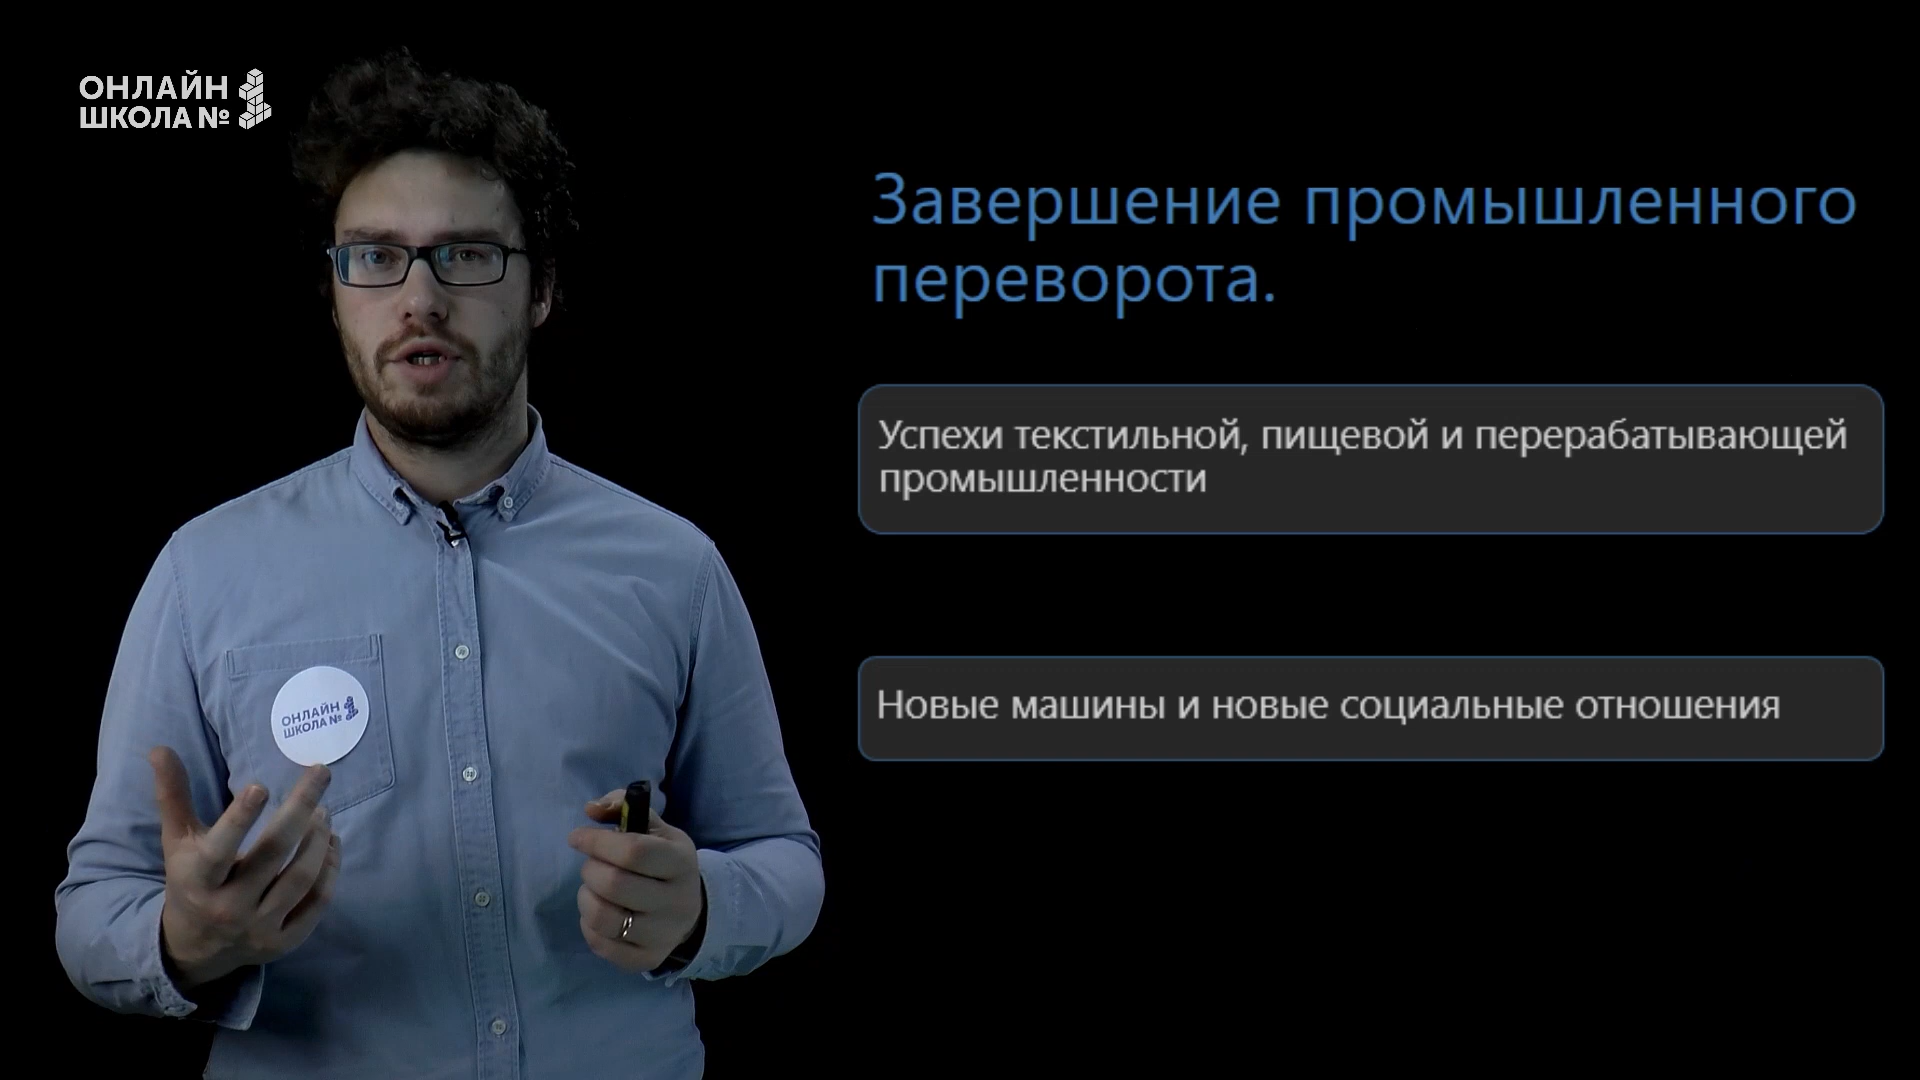 ОНЛАЙН
ШКОЛА №
Завершение промышленного
переворота.
Успехи текстильной, пищевой и перерабатывающей
промышленности
Новые машины и новые социальные отношения
ОНЛАЙН
ШКОЛА №